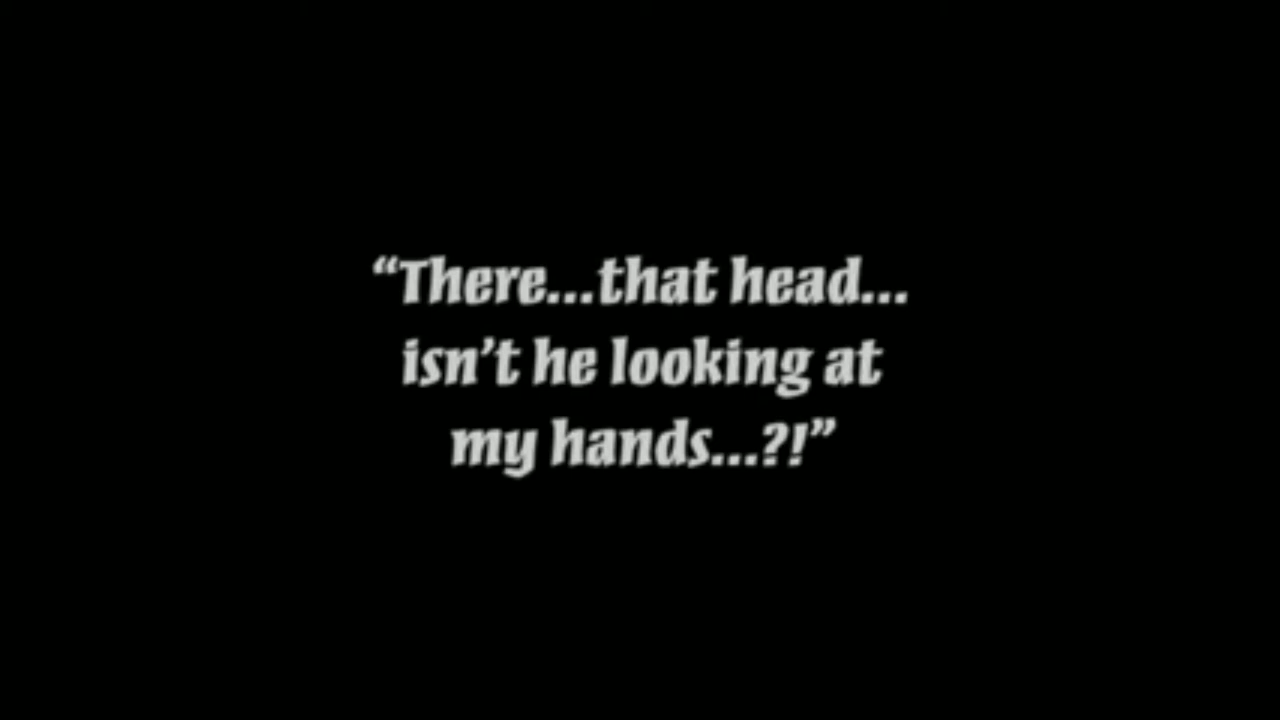 “There...that head...
isn’t he looking at
my hands...?!”